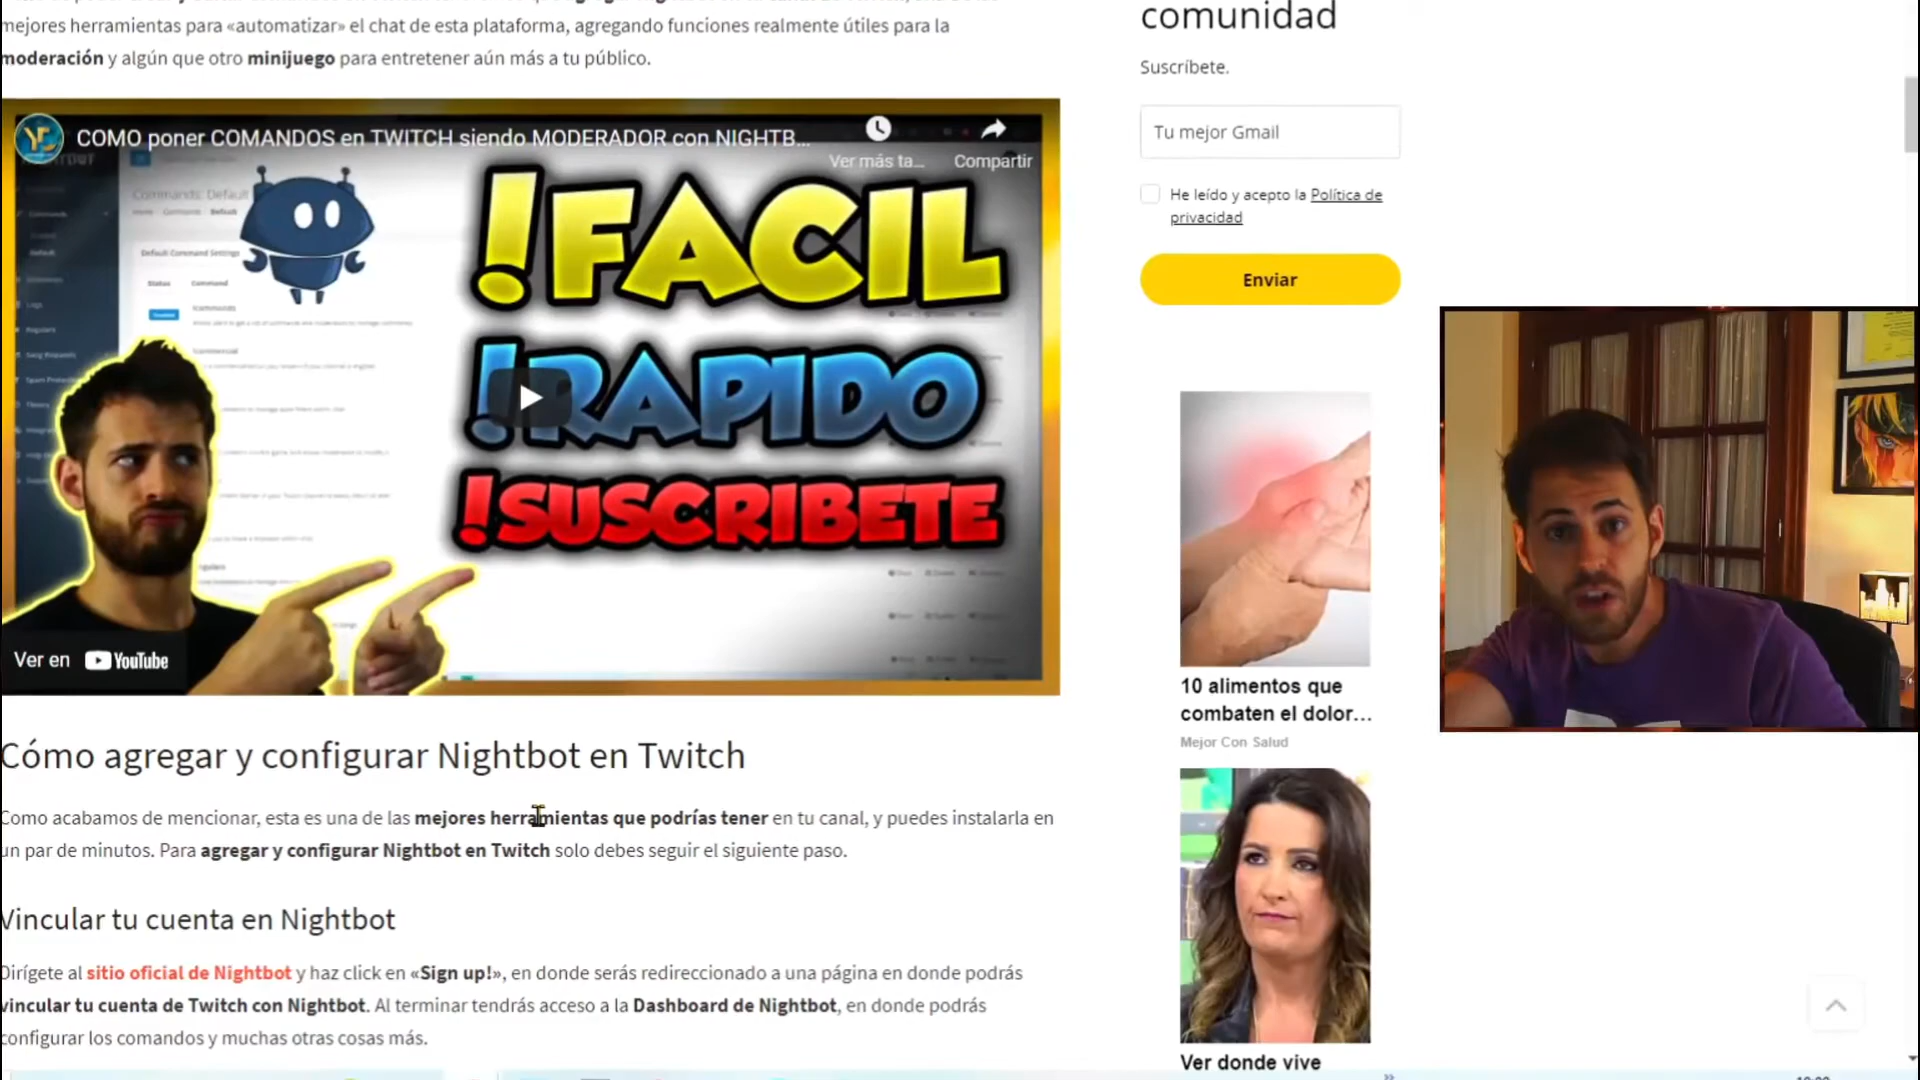 mejores herramientas para «automatizar» el chat de esta plataforma, agregando funciones realmente útiles para la
moderación y algún que otro minijuego para entretener aún más a tu público.
COMO poner COMANDOS en TWITCH siendo MODERADOR con NIGHTB...
Ver más ta...
Compartir
Commands: Default
Default Command Settings
Status Command
!FACIL
!RAPIDO
!SUSCRIBETE
Ver en YouTube
Cómo agregar y configurar Nightbot en Twitch
Como acabamos de mencionar, esta es una de las mejores herramientas que podrías tener en tu canal, y puedes instalarla en
un par de minutos. Para agregar y configurar Nightbot en Twitch solo debes seguir el siguiente paso.
Vincular tu cuenta en Nightbot
Dirígete al sitio oficial de Nightbot y haz click en «Sign up!», en donde serás redireccionado a una página en donde podrás
vincular tu cuenta de Twitch con Nightbot. Al terminar tendrás acceso a la Dashboard de Nightbot, en donde podrás
configurar los comandos y muchas otras cosas más.
comunidad
Suscríbete.
Tu mejor Gmail
He leído y acepto la Política de
privacidad
Enviar
10 alimentos que
combaten el dolor...
Mejor Con Salud
Ver donde vive